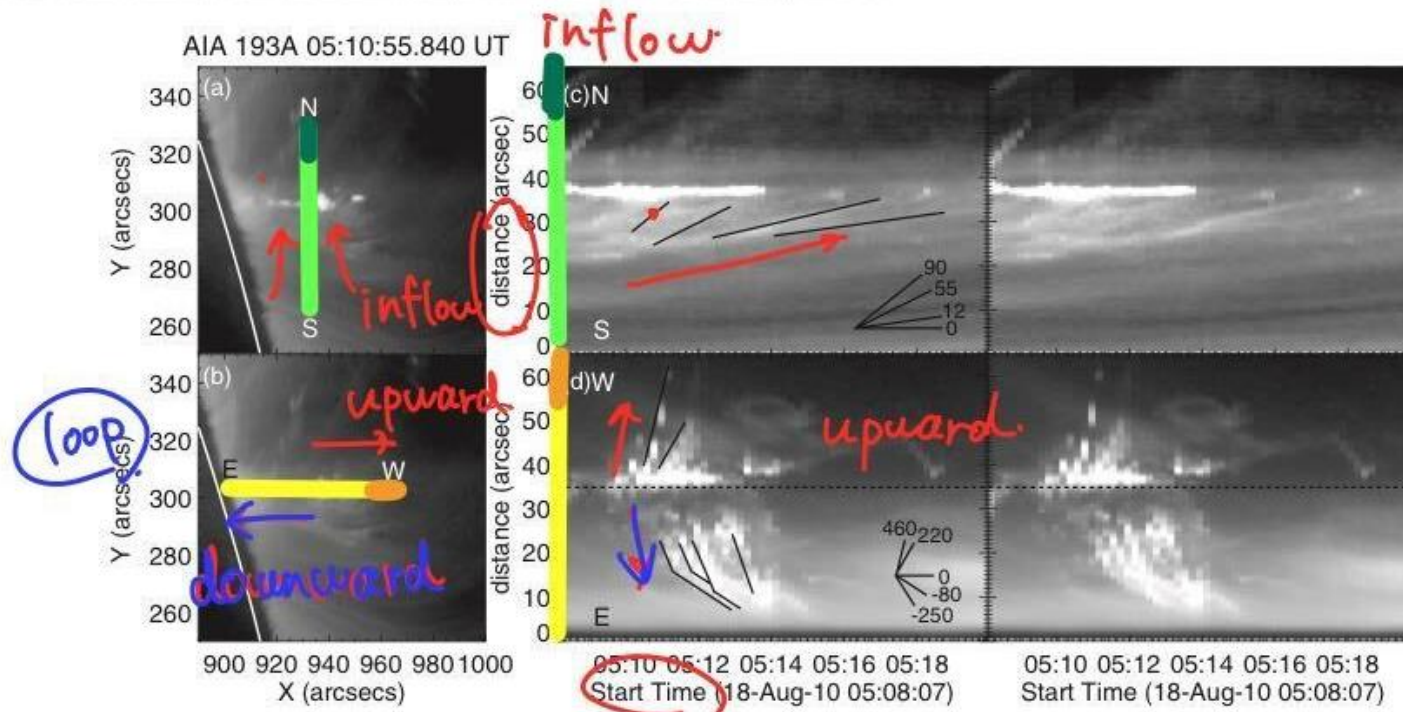 inflow
AIA 193A 05:10:55.840 UT
(a)
N
S
340
320
300
280
260
Y (arcsecs)
inflow
distance (arcsec)
60
50
40
30
20
10
0
(c)N
S
90
55
12
0
(b)
upward
E
W
loop
downward
340
320
300
280
260
Y (arcsecs)
900 920 940 960 980 1000
X (arcsecs)
distance (arcsec)
60
50
40
30
20
10
0
d)W
E
upward.
460 220
0
-80
-250
05:10 05:12 05:14 05:16 05:18
Start Time (18-Aug-10 05:08:07)
05:10 05:12 05:14 05:16 05:18
Start Time (18-Aug-10 05:08:07)